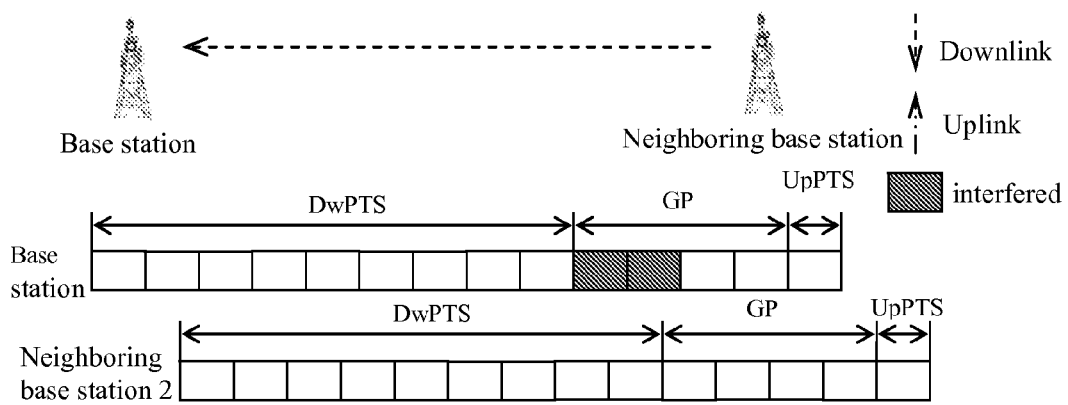 Base station
Neighboring base station
Downlink
Uplink
interfered
DwPTS
GP
UpPTS
Base
station
DwPTS
GP
UpPTS
Neighboring
base station 2